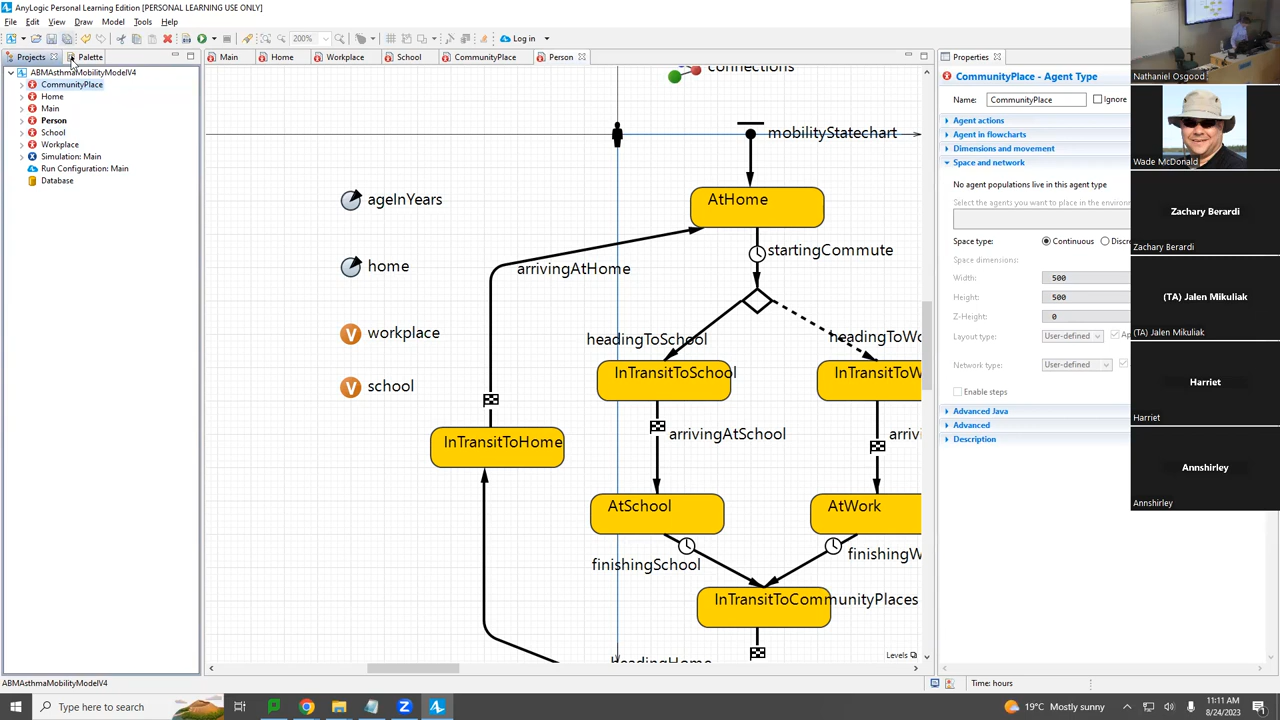 AnyLogic Personal Learning Edition [PERSONAL LEARNING USE ONLY]
File Edit View Draw Model Tools Help
200% Log in
Projects Palette
Main Home Workplace School CommunityPlace Person
Properties
ABMAsthmaMobilityModelV4
CommunityPlace
Home
Main
Person
School
Workplace
Simulation: Main
Run Configuration: Main
Database
connections
mobilityStatechart
ageInYears
AtHome
startingCommute
home
arrivingAtHome
workplace
headingToSchool
headingToWo
InTransitToSchool
InTransitToW
school
arrivingAtSchool
arrivi
InTransitToHome
AtSchool
AtWork
finishingSchool
finishingW
InTransitToCommunityPlaces
headingHome
Levels
CommunityPlace - Agent Type
Name: CommunityPlace Ignore
Agent actions
Agent in flowcharts
Dimensions and movement
Space and network
No agent populations live in this agent type
Select the agents you want to place in the environ
Space type: Continuous Discre
Space dimensions:
Width: 500
Height: 500
Z-Height: 0
Layout type: User-defined Ap
Network type: User-defined
Enable steps
Advanced Java
Advanced
Description
Nathaniel Osgood
Wade McDonald
Zachary Berardi
Zachary Berardi
(TA) Jalen Mikuliak
(TA) Jalen Mikuliak
Harriet
Harriet
Annshirley
Annshirley
ABMAsthmaMobilityModelV4
Time: hours
Type here to search
19°C Mostly sunny
11:11 AM
8/24/2023
1